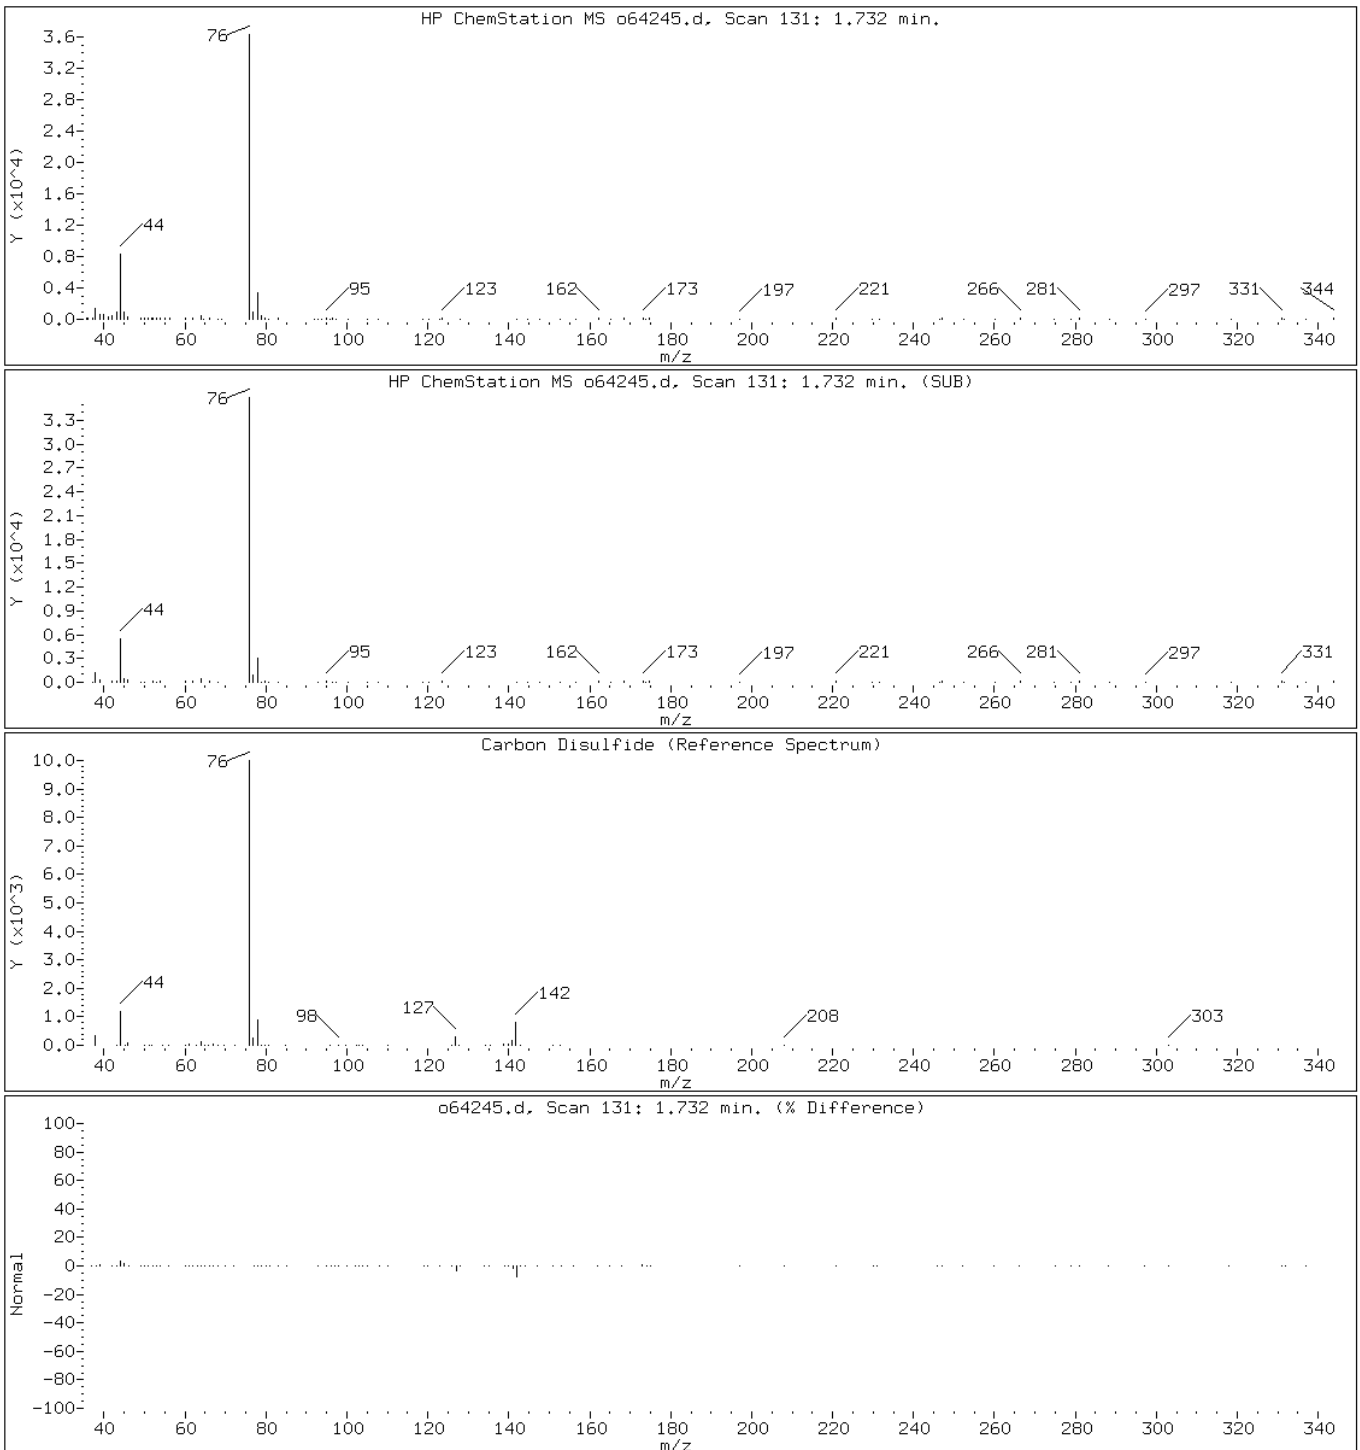 HP ChemStation MS o64245.d, Scan 131: 1.732 min.
Y (x10^4)
3.6
3.2
2.8
2.4
2.0
1.6
1.2
0.8
0.4
0.0
76
44
95 123 162 173 197 221 266 281 297 331 344
40 60 80 100 120 140 160 180 200 220 240 260 280 300 320 340
m/z
HP ChemStation MS o64245.d, Scan 131: 1.732 min. (SUB)
Y (x10^4)
3.3
3.0
2.7
2.4
2.1
1.8
1.5
1.2
0.9
0.6
0.3
0.0
76
44
95 123 162 173 197 221 266 281 297 331
40 60 80 100 120 140 160 180 200 220 240 260 280 300 320 340
m/z
Carbon Disulfide (Reference Spectrum)
Y (x10^3)
10.0
9.0
8.0
7.0
6.0
5.0
4.0
3.0
2.0
1.0
0.0
76
44
98 127 142 208 303
40 60 80 100 120 140 160 180 200 220 240 260 280 300 320 340
m/z
o64245.d, Scan 131: 1.732 min. (% Difference)
Normal
100
80
60
40
20
0
-20
-40
-60
-80
-100
40 60 80 100 120 140 160 180 200 220 240 260 280 300 320 340
m/z